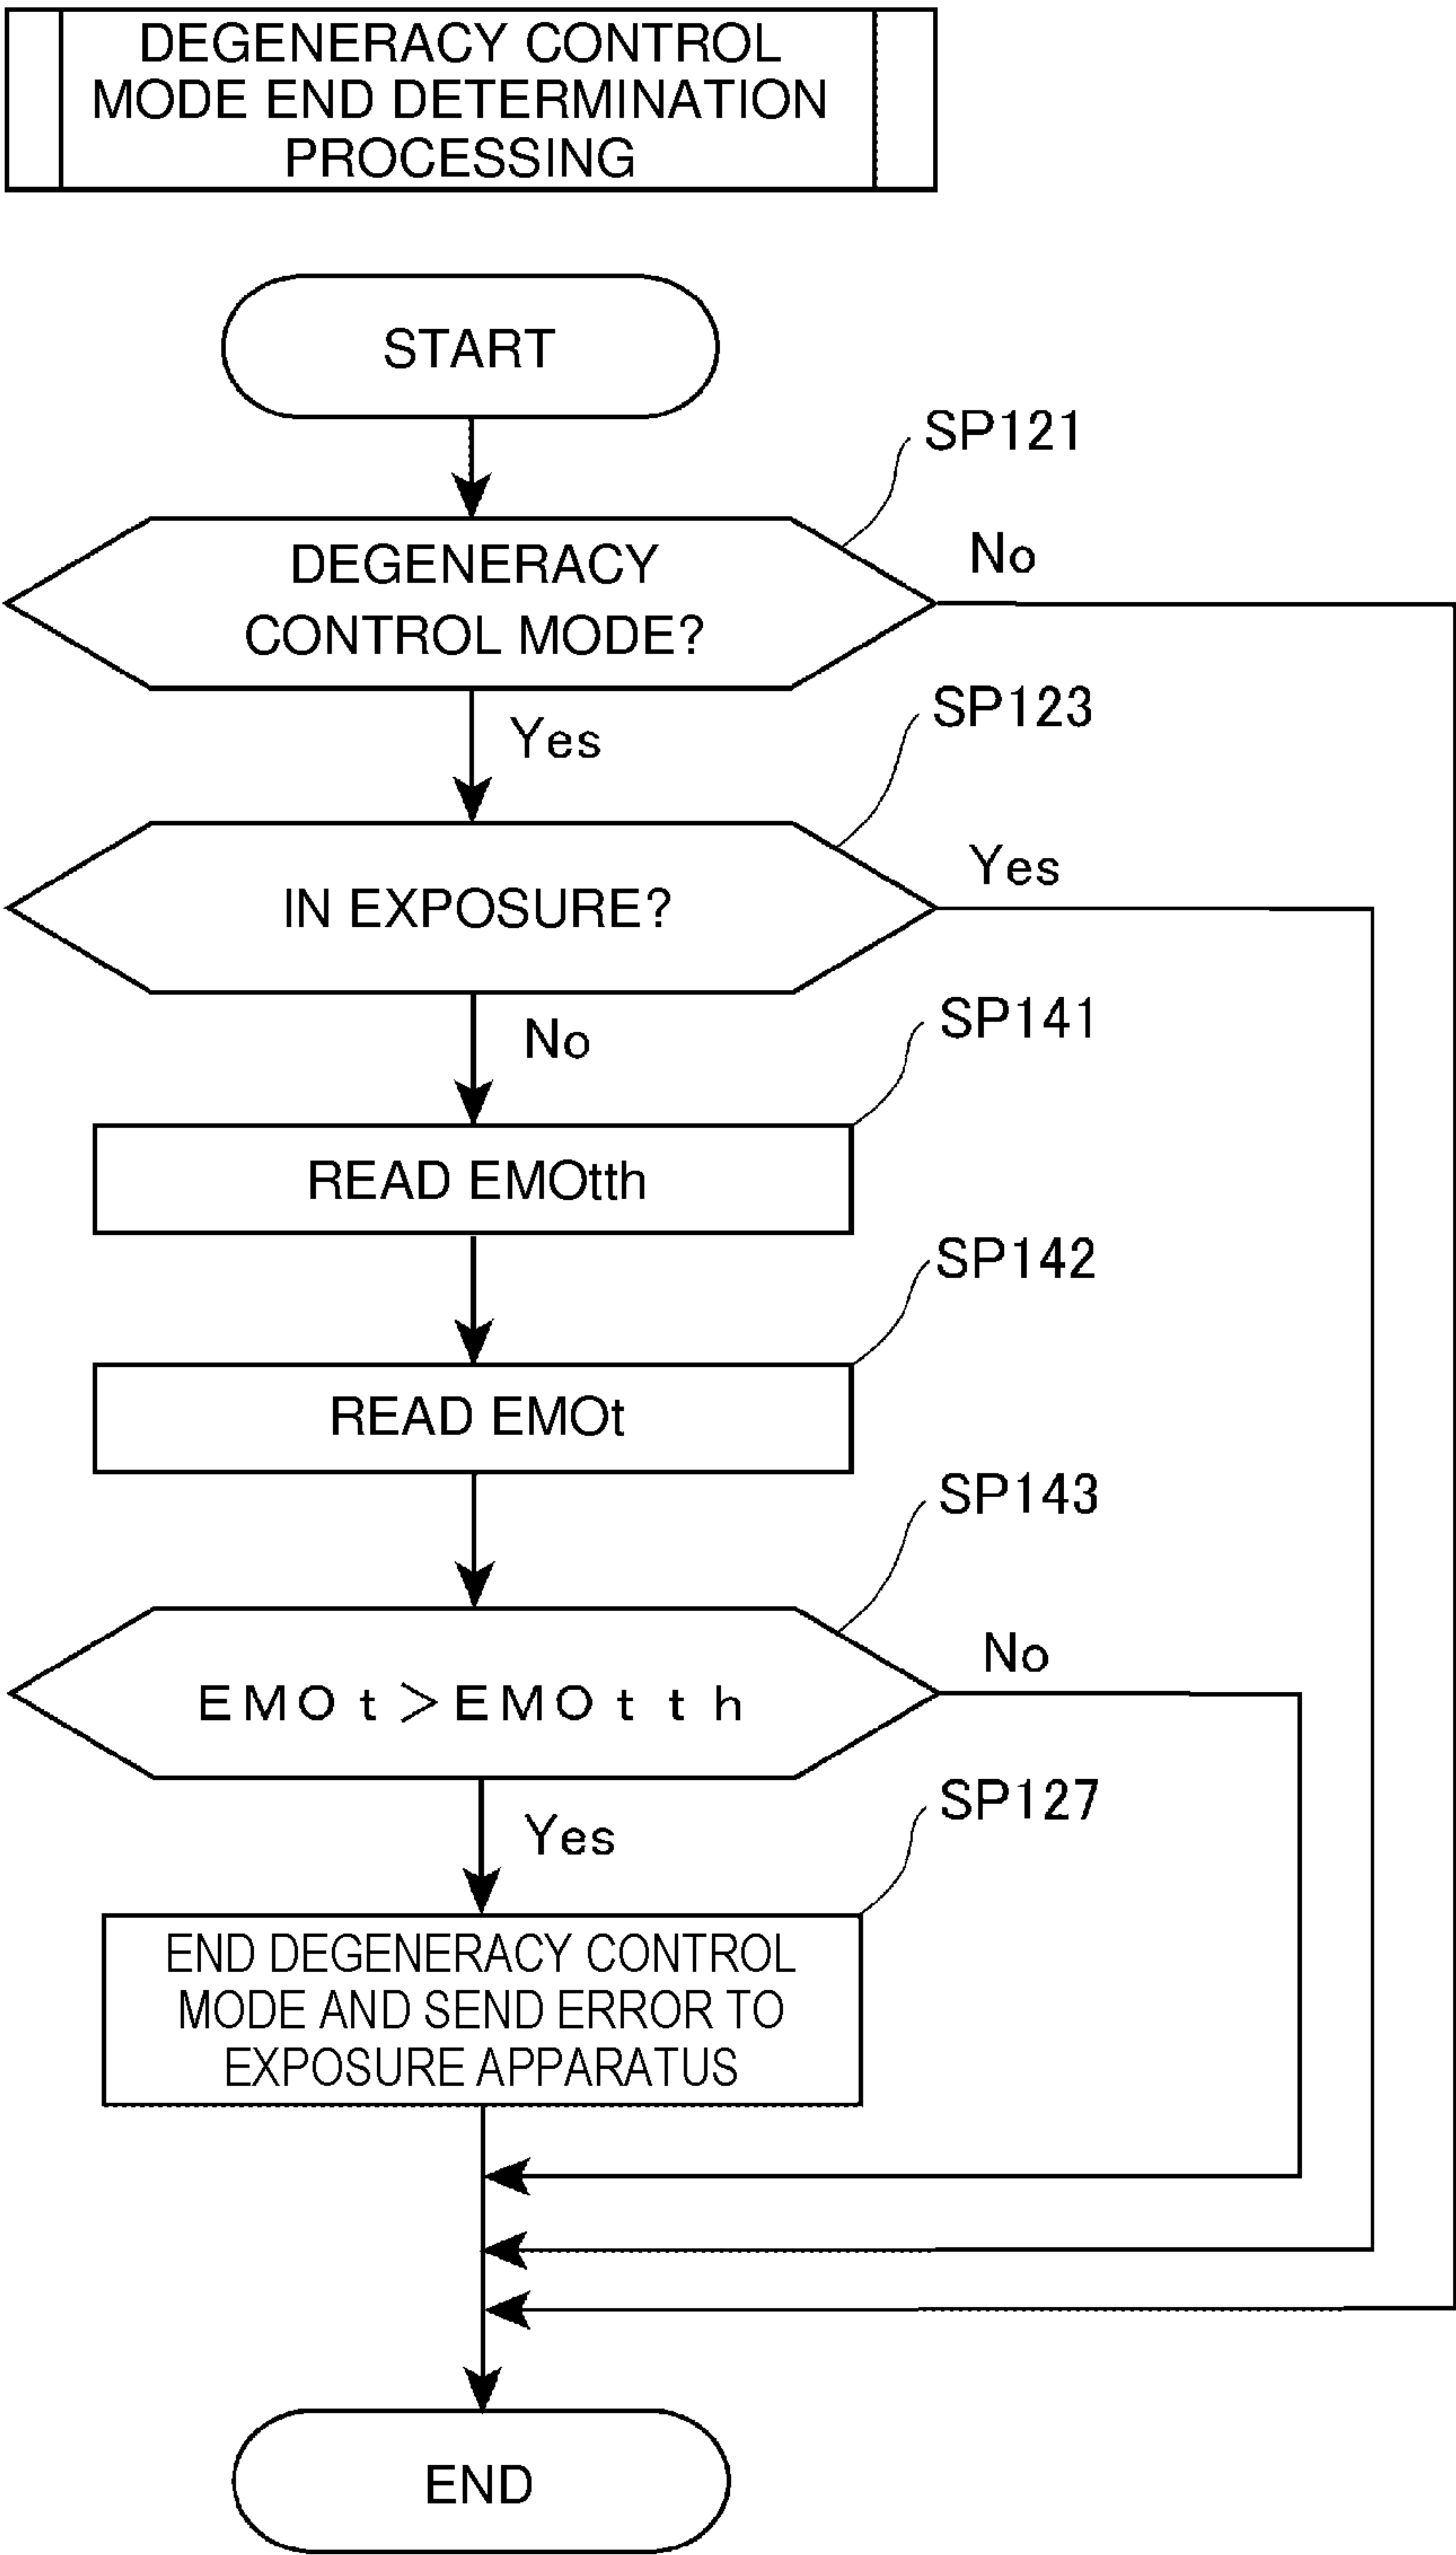 DEGENERACY CONTROL
MODE END DETERMINATION
PROCESSING
START
SP121
DEGENERACY
CONTROL MODE?
No
Yes
SP123
IN EXPOSURE?
Yes
No
SP141
READ EMOtth
SP142
READ EMOt
SP143
EMOt>EMOtth
No
Yes
SP127
END DEGENERACY CONTROL
MODE AND SEND ERROR TO
EXPOSURE APPARATUS
END